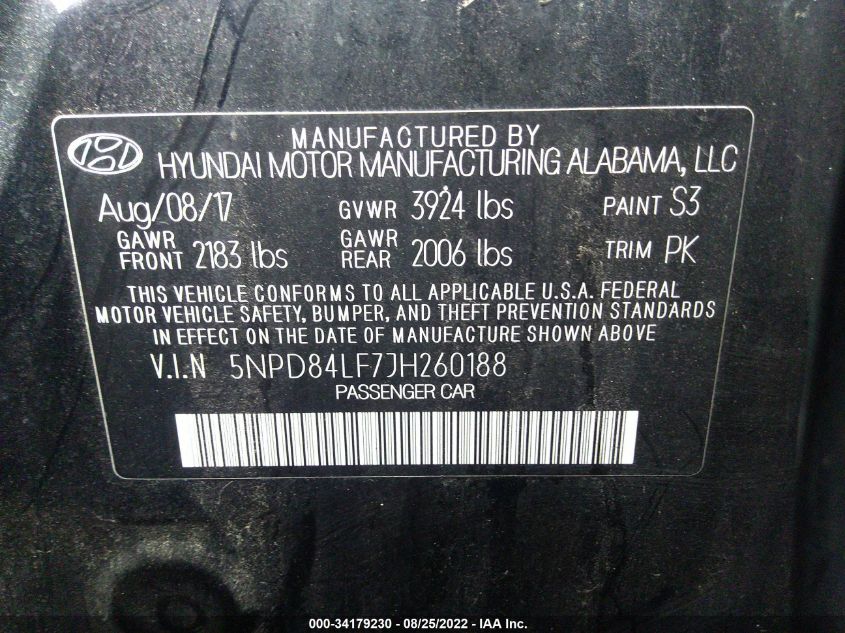 MANUFACTURED BY
HYUNDAI MOTOR MANUFACTURING ALABAMA, LLC
Aug/08/17 GVWR 3924 lbs PAINT S3
GAWR FRONT 2183 lbs GAWR REAR 2006 lbs TRIM PK
THIS VEHICLE CONFORMS TO ALL APPLICABLE U.S.A. FEDERAL
MOTOR VEHICLE SAFETY, BUMPER, AND THEFT PREVENTION STANDARDS
IN EFFECT ON THE DATE OF MANUFACTURE SHOWN ABOVE
V.I.N 5NPD84LF7JH260188
PASSENGER CAR
000-34179230 - 08/25/2022 - IAA Inc.